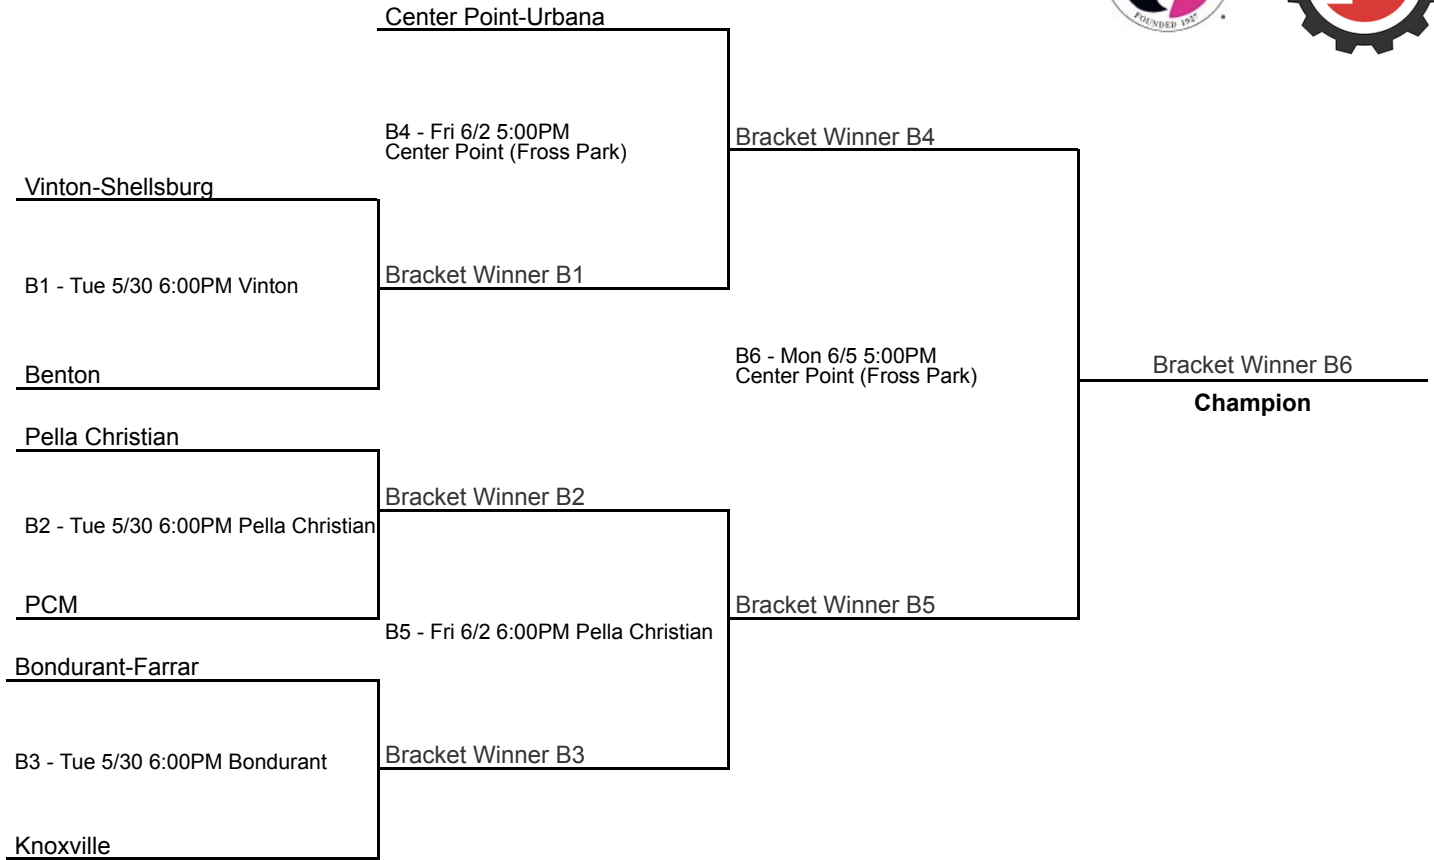 Center Point-Urbana
FOUNDED 1927
B4 - Fri 6/2 5:00PM
Center Point (Fross Park)
Bracket Winner B4
Vinton-Shellsburg
B1 - Tue 5/30 6:00PM Vinton
Bracket Winner B1
B6 - Mon 6/5 5:00PM
Center Point (Fross Park)
Benton
Bracket Winner B6
Champion
Pella Christian
Bracket Winner B2
B2 - Tue 5/30 6:00PM Pella Christian
PCM
Bracket Winner B5
B5 - Fri 6/2 6:00PM Pella Christian
Bondurant-Farrar
B3 - Tue 5/30 6:00PM Bondurant
Bracket Winner B3
Knoxville